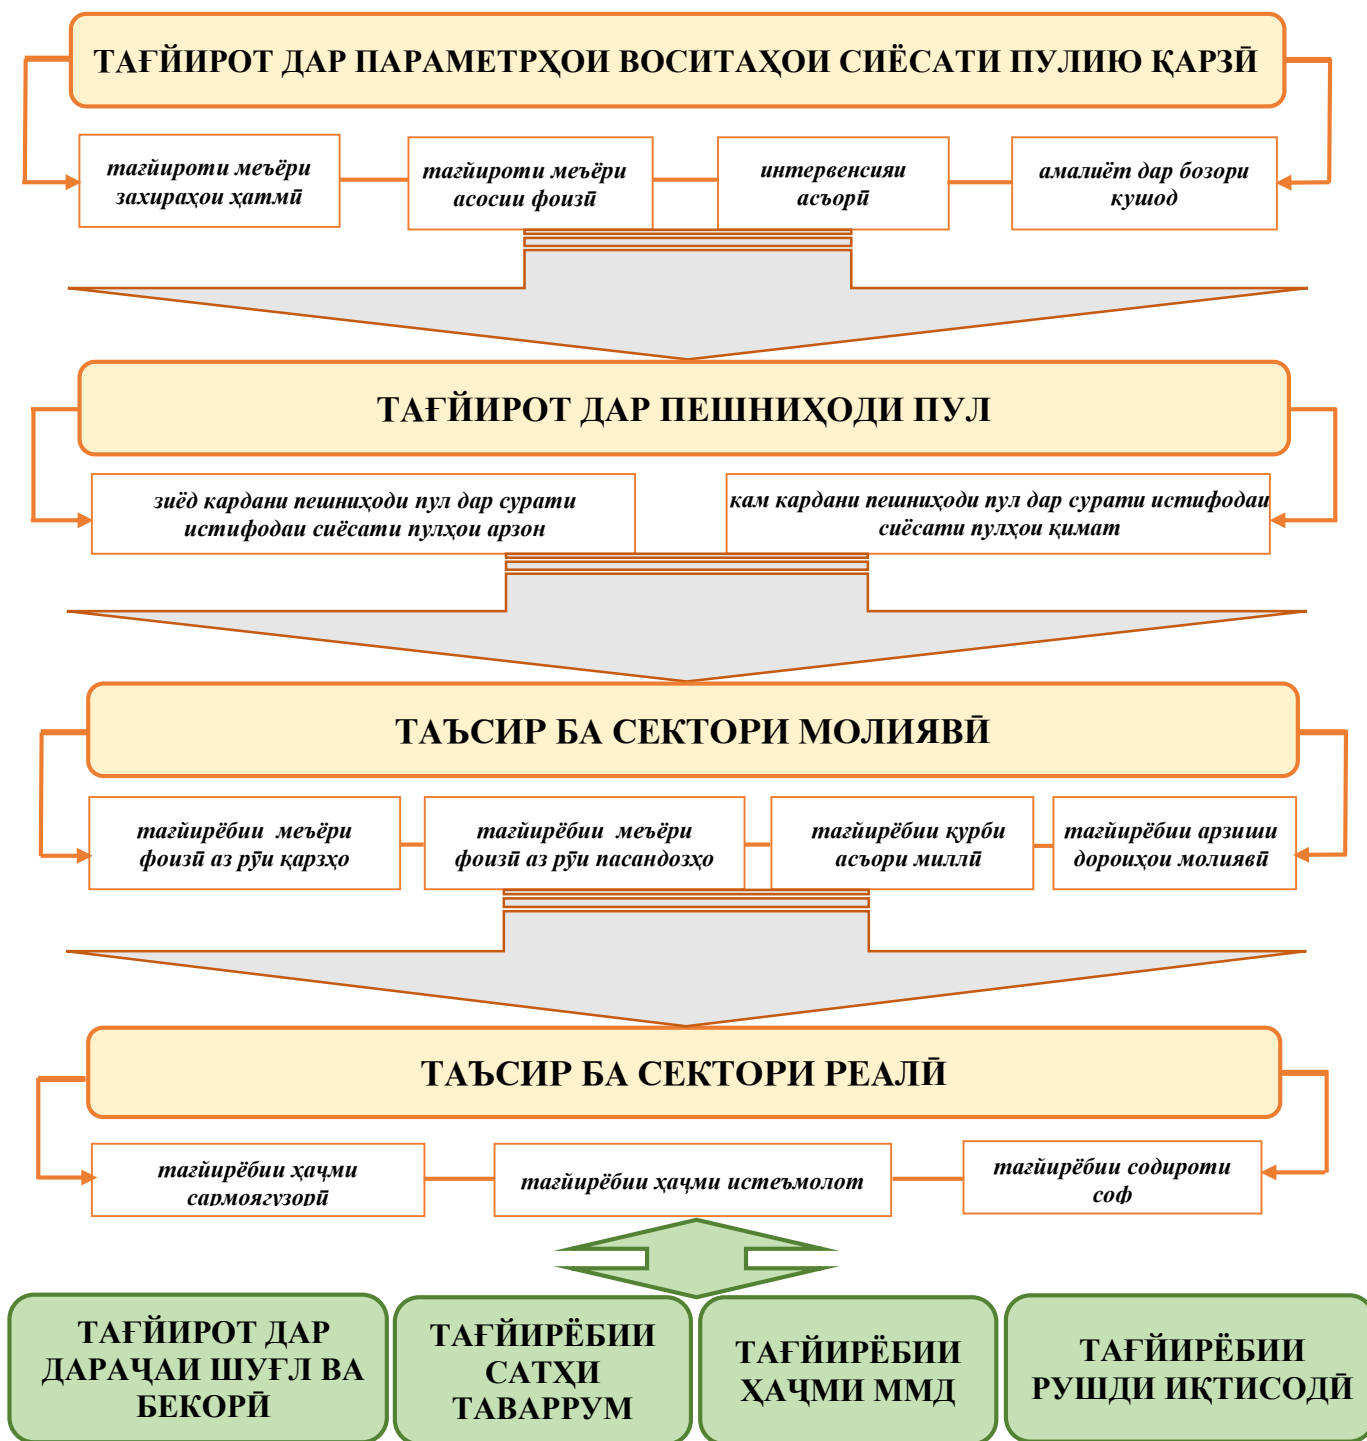 ТАҒЙИРОТ ДАР ПАРАМЕТРҲОИ ВОСИТАҲОИ СИЁСАТИ ПУЛИЮ ҚАРЗӢ
тағйироти меъёри
захираҳои ҳатмӣ
тағйироти меъёри
асосии фоизӣ
интервенсияи
асъорӣ
амалиёт дар бозори
кушод
ТАҒЙИРОТ ДАР ПЕШНИҲОДИ ПУЛ
зиёд кардани пешниҳоди пул дар сурати
истифодаи сиёсати пулҳои арзон
кам кардани пешниҳоди пул дар сурати истифодаи
сиёсати пулҳои қимат
ТАЪСИР БА СЕКТОРИ МОЛИЯВӢ
тағйирёбии меъёри
фоизӣ аз рӯи қарзҳо
тағйирёбии меъёри
фоизӣ аз рӯи пасандозҳо
тағйирёбии қурби
асъори миллӣ
тағйирёбии арзиши
дороиҳои молиявӣ
ТАЪСИР БА СЕКТОРИ РЕАЛӢ
тағйирёбии ҳаҷми
сармоягузорӣ
тағйирёбии ҳаҷми истеъмолот
тағйирёбии содироти
соф
ТАҒЙИРОТ ДАР
ДАРАҶАИ ШУҒЛ ВА
БЕКОРӢ
ТАҒЙИРЁБИИ
САТҲИ
ТАВАРРУМ
ТАҒЙИРЁБИИ
ҲАҶМИ ММД
ТАҒЙИРЁБИИ
РУШДИ ИҚТИСОДӢ